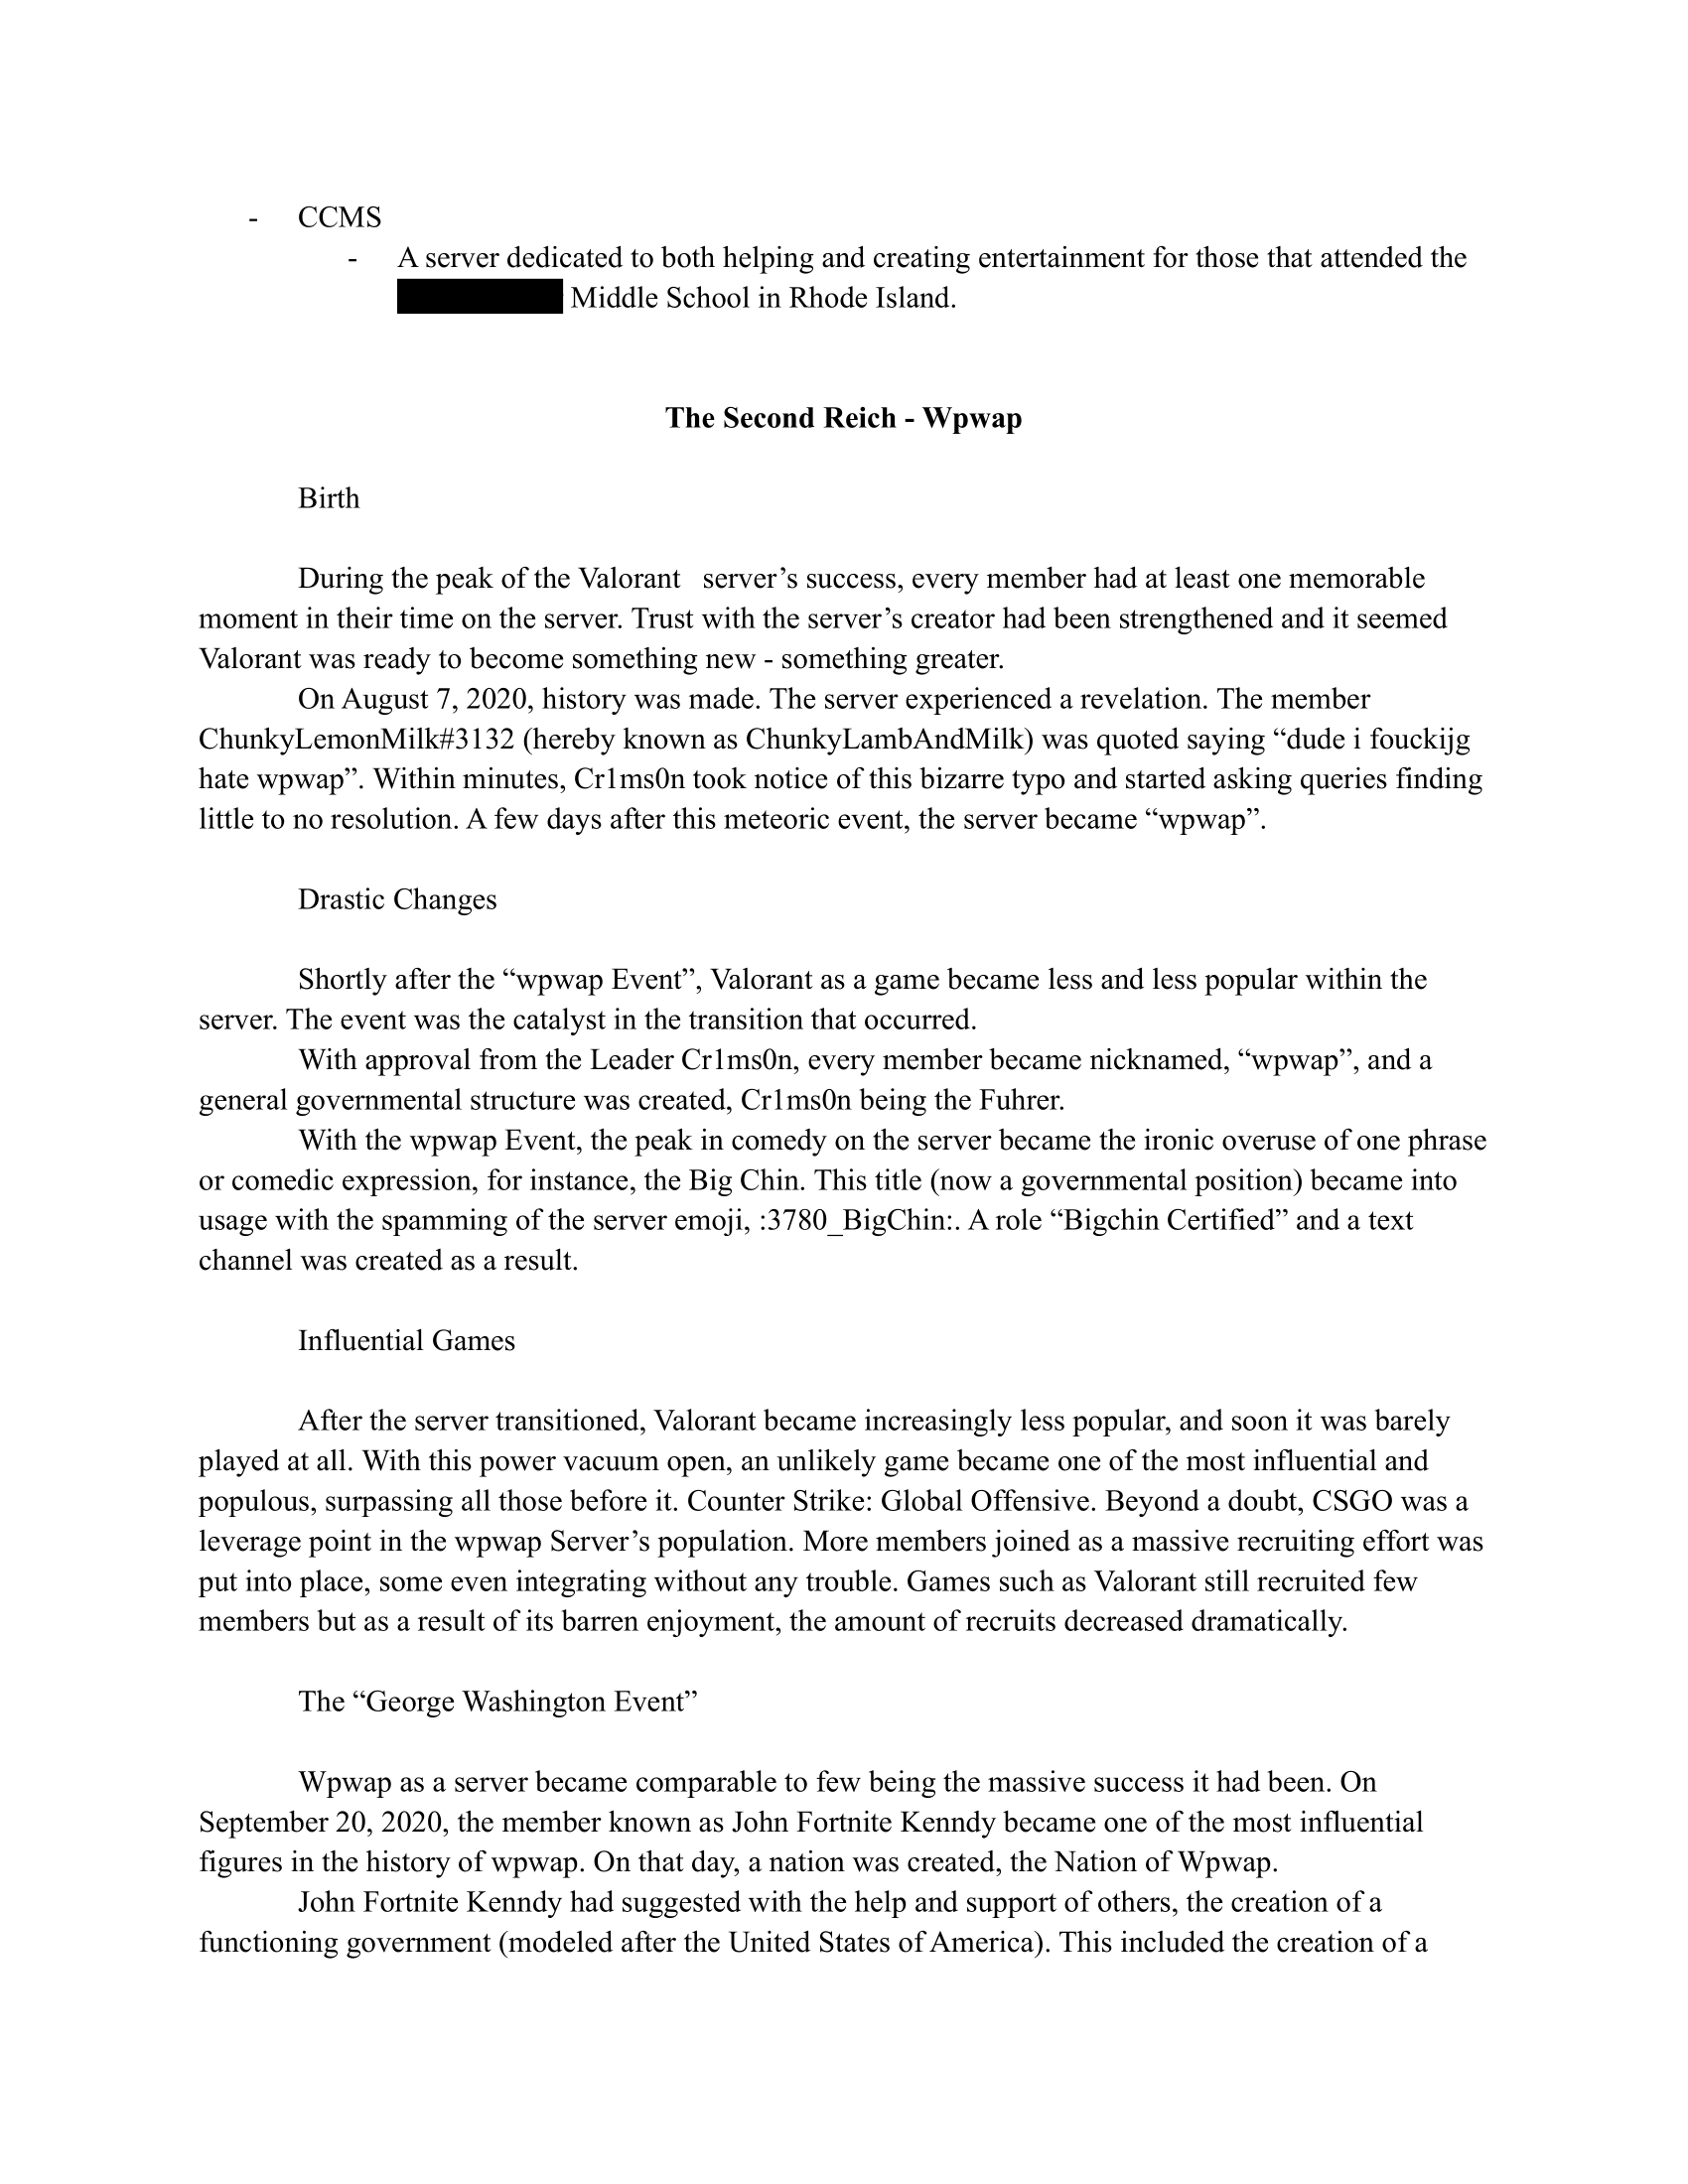 - CCMS
- A server dedicated to both helping and creating entertainment for those that attended the
Middle School in Rhode Island.
The Second Reich - Wpwap
Birth
During the peak of the Valorant server’s success, every member had at least one memorable
moment in their time on the server. Trust with the server’s creator had been strengthened and it seemed
Valorant was ready to become something new - something greater.
On August 7, 2020, history was made. The server experienced a revelation. The member
ChunkyLemonMilk#3132 (hereby known as ChunkyLambAndMilk) was quoted saying “dude i fouckijg
hate wpwap”. Within minutes, Cr1ms0n took notice of this bizarre typo and started asking queries finding
little to no resolution. A few days after this meteoric event, the server became “wpwap”.
Drastic Changes
Shortly after the “wpwap Event”, Valorant as a game became less and less popular within the
server. The event was the catalyst in the transition that occurred.
With approval from the Leader Cr1ms0n, every member became nicknamed, “wpwap”, and a
general governmental structure was created, Cr1ms0n being the Fuhrer.
With the wpwap Event, the peak in comedy on the server became the ironic overuse of one phrase
or comedic expression, for instance, the Big Chin. This title (now a governmental position) became into
usage with the spamming of the server emoji, :3780_BigChin:. A role “Bigchin Certified” and a text
channel was created as a result.
Influential Games
After the server transitioned, Valorant became increasingly less popular, and soon it was barely
played at all. With this power vacuum open, an unlikely game became one of the most influential and
populous, surpassing all those before it. Counter Strike: Global Offensive. Beyond a doubt, CSGO was a
leverage point in the wpwap Server’s population. More members joined as a massive recruiting effort was
put into place, some even integrating without any trouble. Games such as Valorant still recruited few
members but as a result of its barren enjoyment, the amount of recruits decreased dramatically.
The “George Washington Event”
Wpwap as a server became comparable to few being the massive success it had been. On
September 20, 2020, the member known as John Fortnite Kenndy became one of the most influential
figures in the history of wpwap. On that day, a nation was created, the Nation of Wpwap.
John Fortnite Kenndy had suggested with the help and support of others, the creation of a
functioning government (modeled after the United States of America). This included the creation of a